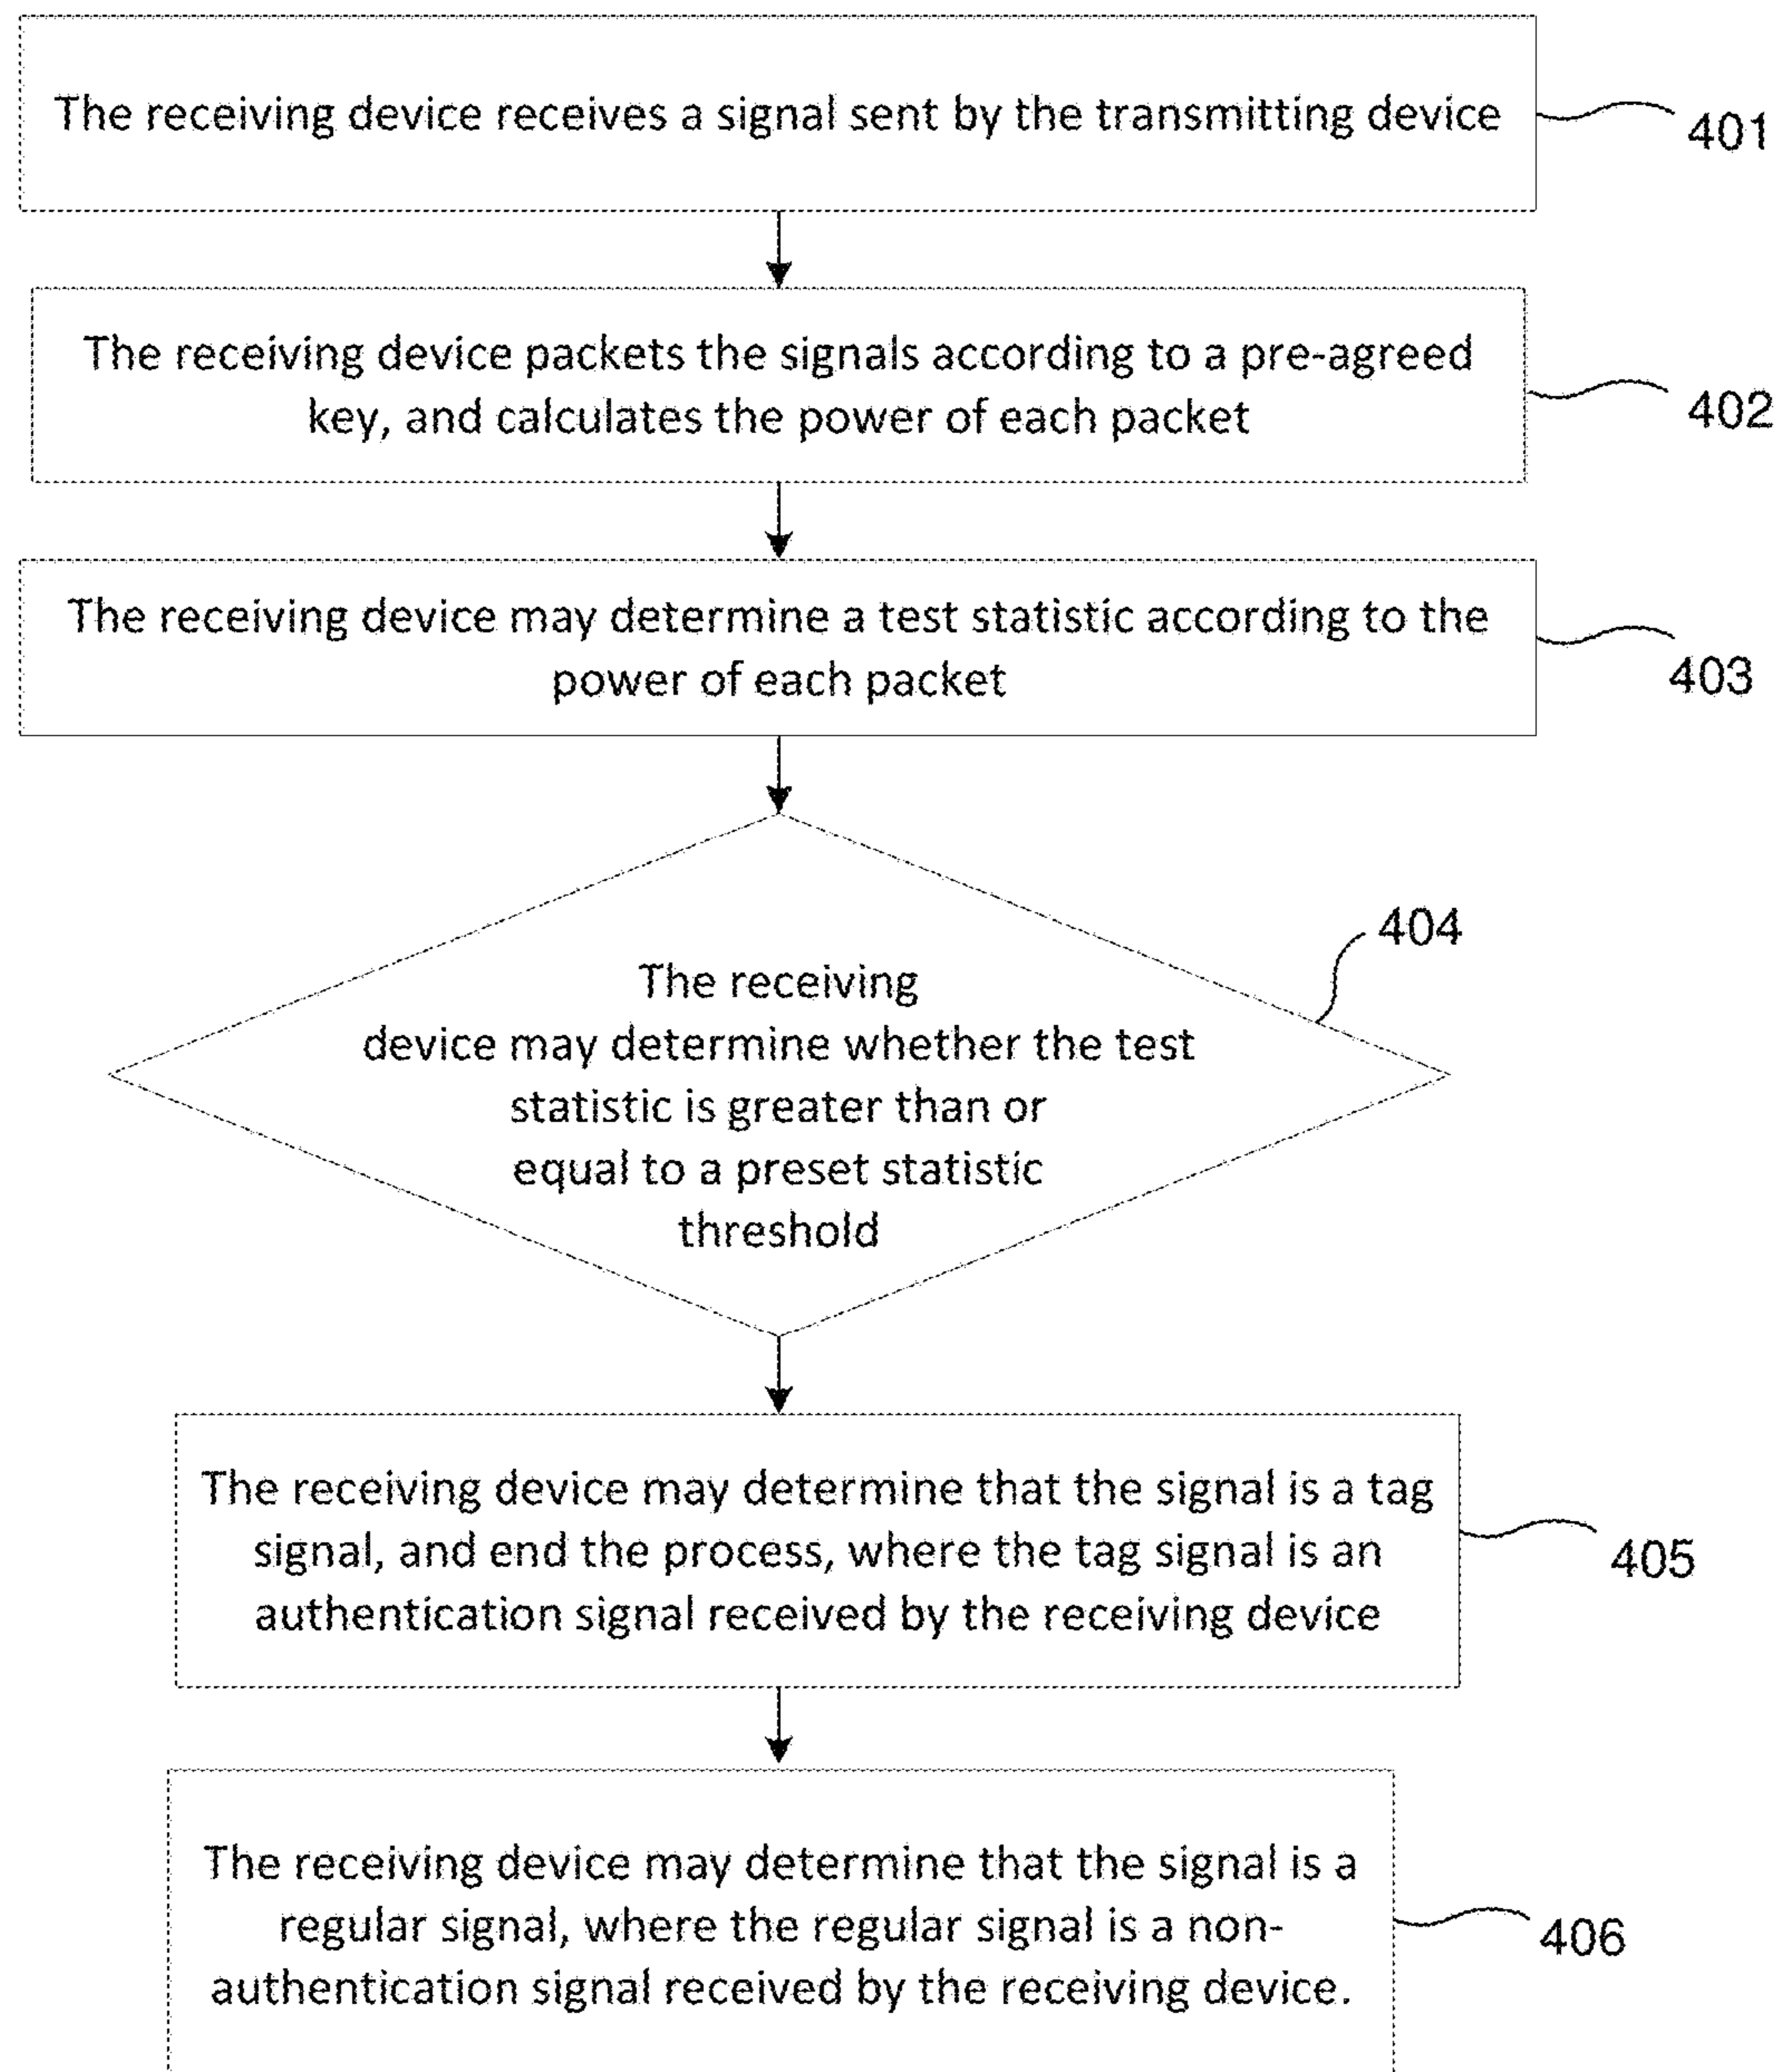 The receiving device receives a signal sent by the transmitting device
401
The receiving device packets the signals according to a pre-agreed
key, and calculates the power of each packet
402
The receiving device may determine a test statistic according to the
power of each packet
403
404
The receiving
device may determine whether the test
statistic is greater than or
equal to a preset statistic
threshold
The receiving device may determine that the signal is a tag
signal, and end the process, where the tag signal is an
authentication signal received by the receiving device
405
The receiving device may determine that the signal is a
regular signal, where the regular signal is a non-
authentication signal received by the receiving device.
406